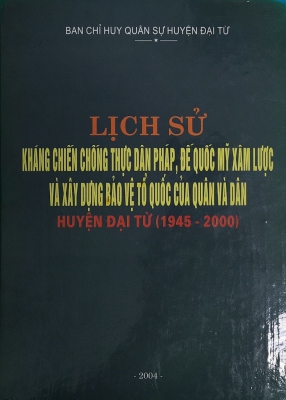 BAN CHỈ HUY QUÂN SỰ HUYỆN ĐẠI TỪ
LỊCH SỬ
KHÁNG CHIẾN CHỐNG THỰC DÂN PHÁP, ĐẾ QUỐC MỸ XÂM LƯỢC
VÀ XÂY DỰNG BẢO VỆ TỔ QUỐC CỦA QUÂN VÀ DÂN
HUYỆN ĐẠI TỪ (1945 - 2000)
- 2004 -